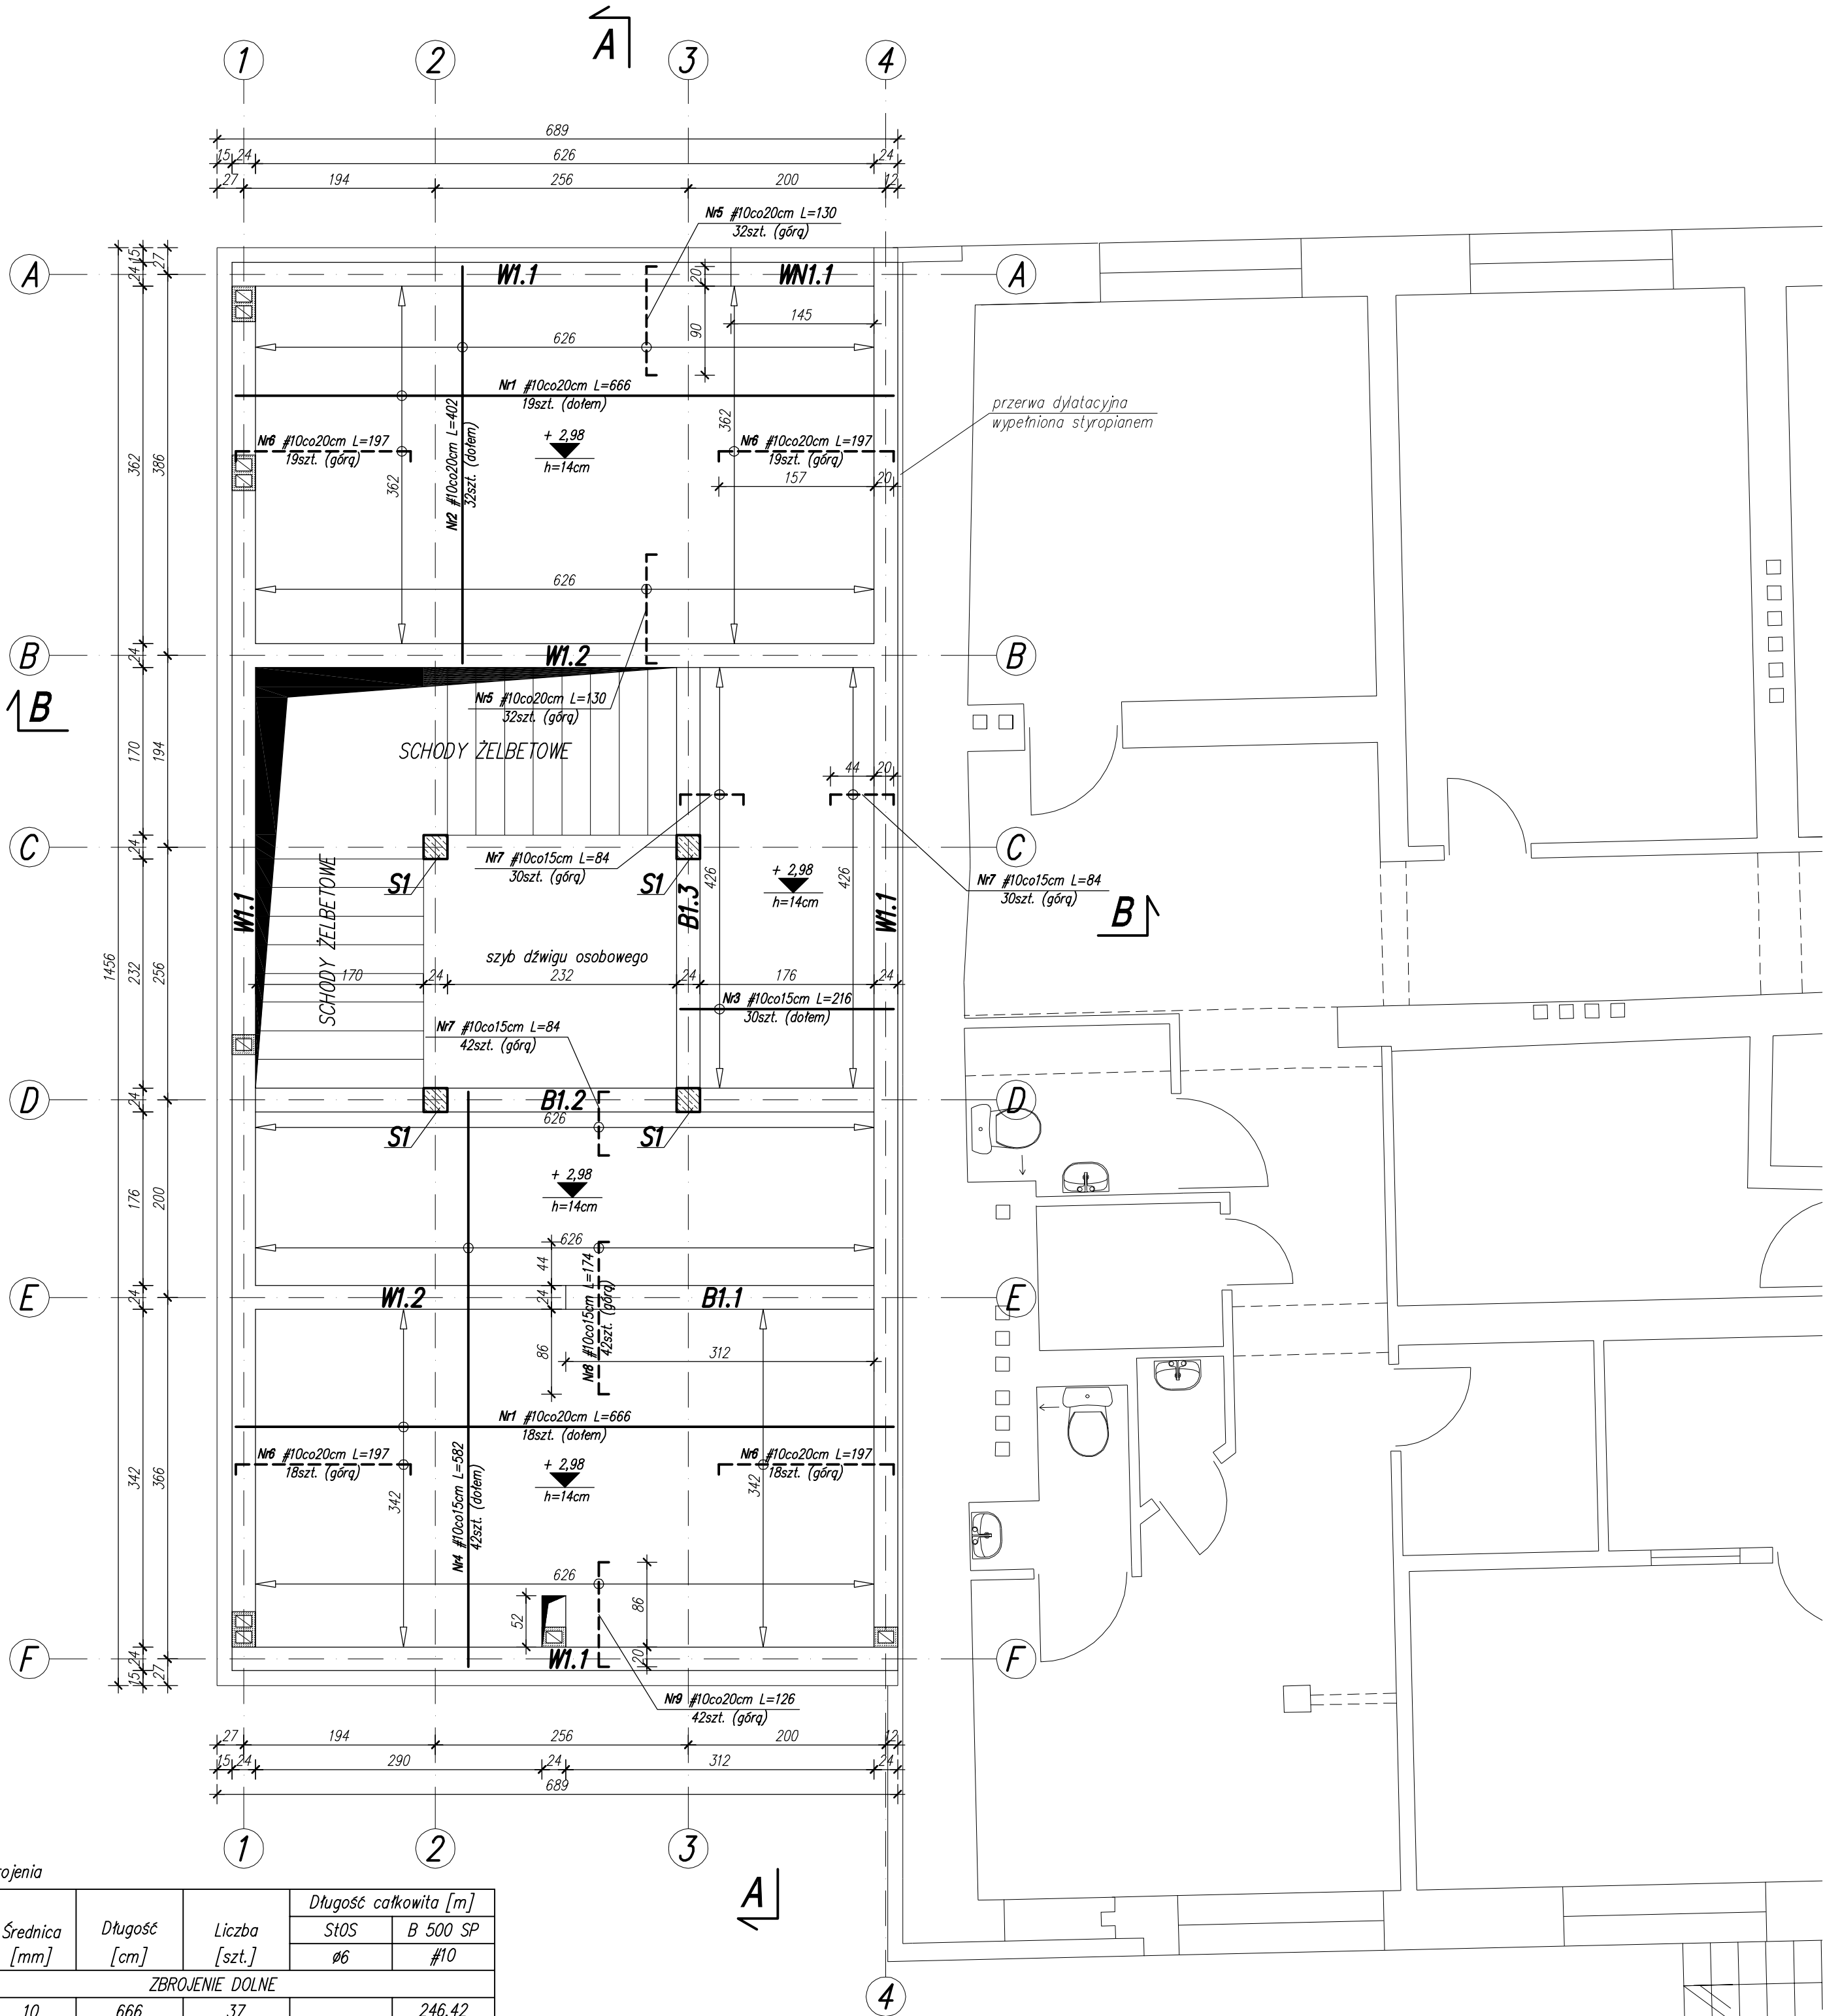 A
1
2
3
4
689
15
24
626
24
27
194
256
200
12
Nr5 #10co20cm L=130
32szt. (górą)
A
W1.1
WN1.1
A
15
24
27
20
90
145
626
Nr1 #10co20cm L=666
19szt. (dołem)
362
przerwa dylatacyjna
wypełniona styropianem
Nr2 #10co20cm L=402
32szt. (dołem)
Nr6 #10co20cm L=197
19szt. (górą)
+ 2,98
h=14cm
Nr6 #10co20cm L=197
19szt. (górą)
362
386
362
157
20
626
B
24
W1.2
B
B
Nr5 #10co20cm L=130
32szt. (górą)
SCHODY ŻELBETOWE
170
194
44
20
C
24
C
Nr7 #10co15cm L=84
30szt. (górą)
S1
S1
426
+ 2,98
h=14cm
426
Nr7 #10co15cm L=84
30szt. (górą)
B
W1.1
SCHODY ŻELBETOWE
B1.3
W1.1
szyb dźwigu osobowego
1456
232
256
170
24
232
24
176
24
Nr3 #10co15cm L=216
30szt. (dołem)
Nr7 #10co15cm L=84
42szt. (górą)
D
24
B1.2
D
626
S1
S1
+ 2,98
h=14cm
176
200
626
44
Nr8 #10co15cm L=174
42szt. (górą)
E
24
W1.2
24
B1.1
E
86
312
Nr1 #10co20cm L=666
18szt. (dołem)
Nr6 #10co20cm L=197
18szt. (górą)
+ 2,98
h=14cm
Nr6 #10co20cm L=197
18szt. (górą)
342
366
342
Nr4 #10co15cm L=582
42szt. (dołem)
342
626
52
86
F
24
15
27
W1.1
20
F
Nr9 #10co20cm L=126
42szt. (górą)
27
194
256
200
12
15
24
290
24
312
24
689
1
2
3
4
A
rojenia
Długość całkowita [m]
Średnica
[mm]
Długość
[cm]
Liczba
[szt.]
StOS
B 500 SP
ø6
#10
ZBROJENIE DOLNE
10
666
37
246,42